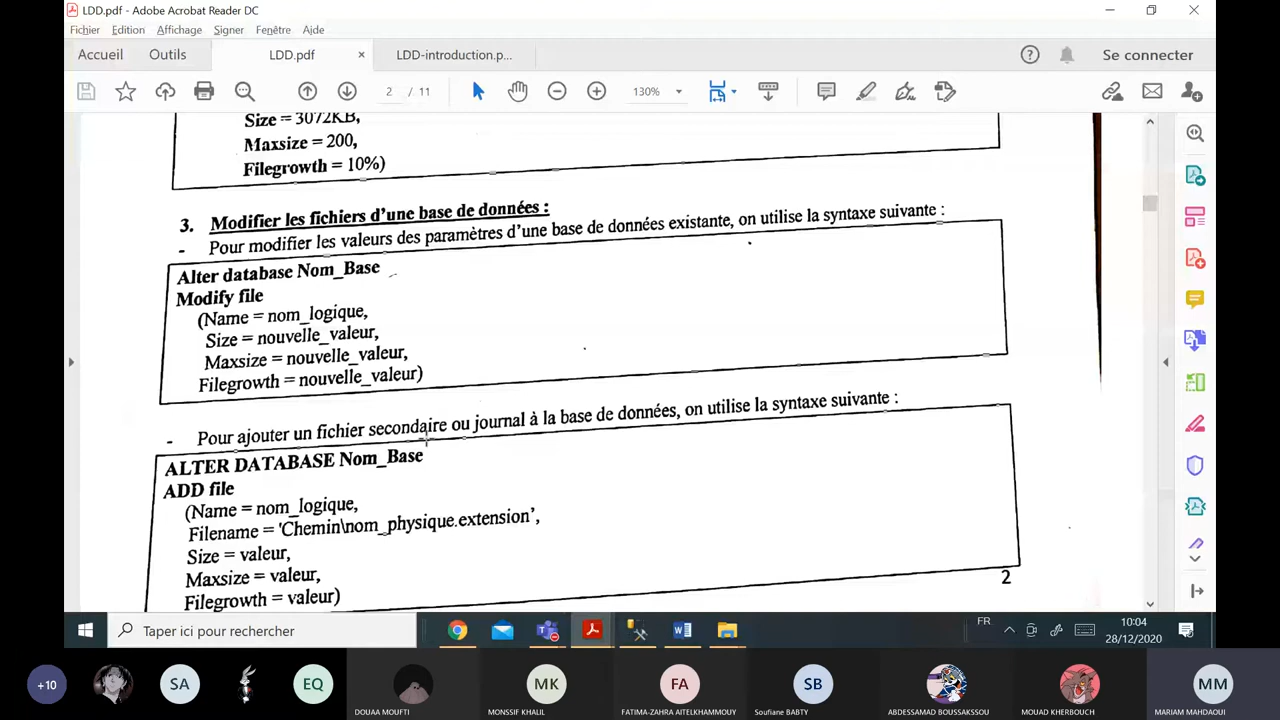 LDD.pdf - Adobe Acrobat Reader DC
Fichier Edition Affichage Signer Fenêtre Aide
Accueil Outils LDD.pdf × LDD-introduction.p... Se connecter
2 / 11 130%
Size = 3072KB,
Maxsize = 200,
Filegrowth = 10%)
3. Modifier les fichiers d'une base de données :
- Pour modifier les valeurs des paramètres d'une base de données existante, on utilise la syntaxe suivante :
Alter database Nom_Base
Modify file
(Name = nom_logique,
Size = nouvelle_valeur,
Maxsize = nouvelle_valeur,
Filegrowth = nouvelle_valeur)
- Pour ajouter un fichier secondaire ou journal à la base de données, on utilise la syntaxe suivante :
ALTER DATABASE Nom_Base
ADD file
(Name = nom_logique,
Filename = 'Chemin\nom_physique.extension',
Size = valeur,
Maxsize = valeur,
Filegrowth = valeur)
2
Taper ici pour rechercher
FR
10:04
28/12/2020
+10 SA EQ MK FA SB MM
DOUAA MOUFTI MONSSIF KHALIL FATIMA-ZAHRA AITELKHAMMOUY Soufiane BABTY ABDESSAMAD BOUSSAKSSOU MOUAD KHERBOUCH MARIAM MAHDAOUI